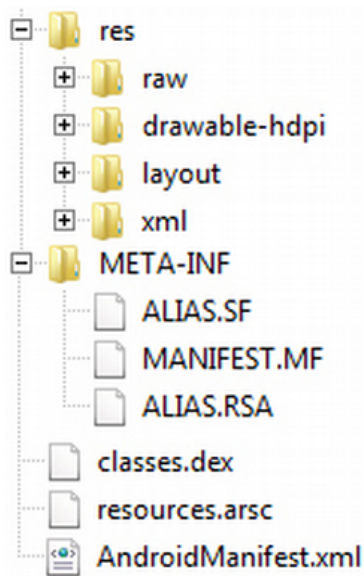 res
raw
drawable-hdpi
layout
xml
META-INF
ALIAS.SF
MANIFEST.MF
ALIAS.RSA
classes.dex
resources.arsc
AndroidManifest.xml